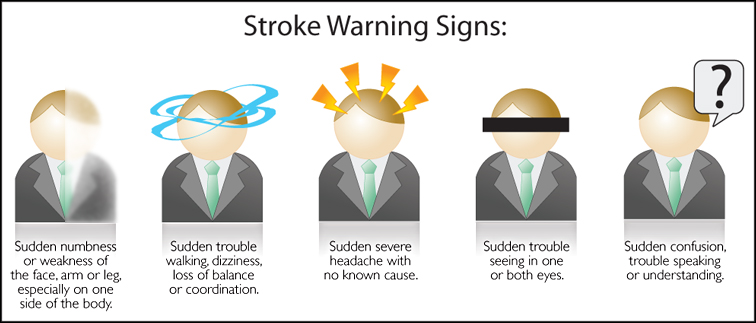 Stroke Warning Signs:
?
Sudden numbness
or weakness of
the face, arm or leg,
especially on one
side of the body.
Sudden trouble
walking, dizziness,
loss of balance
or coordination.
Sudden severe
headache with
no known cause.
Sudden trouble
seeing in one
or both eyes.
Sudden confusion,
trouble speaking
or understanding.